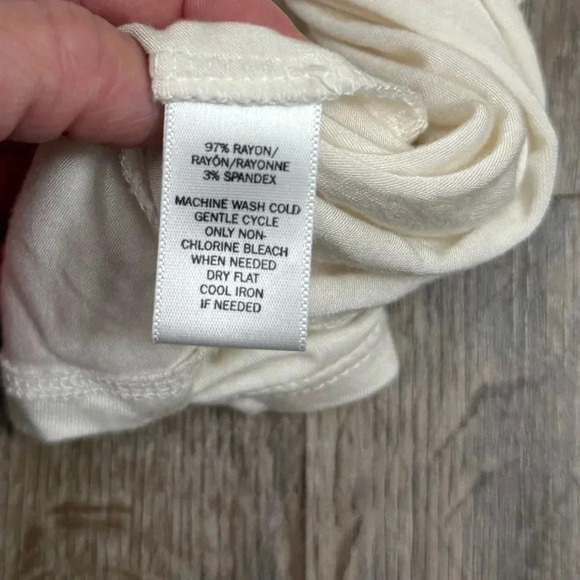 97% RAYON/
RAYÓN/RAYONNE
3% SPANDEX
MACHINE WASH COLD
GENTLE CYCLE
ONLY NON-
CHLORINE BLEACH
WHEN NEEDED
DRY FLAT
COOL IRON
IF NEEDED